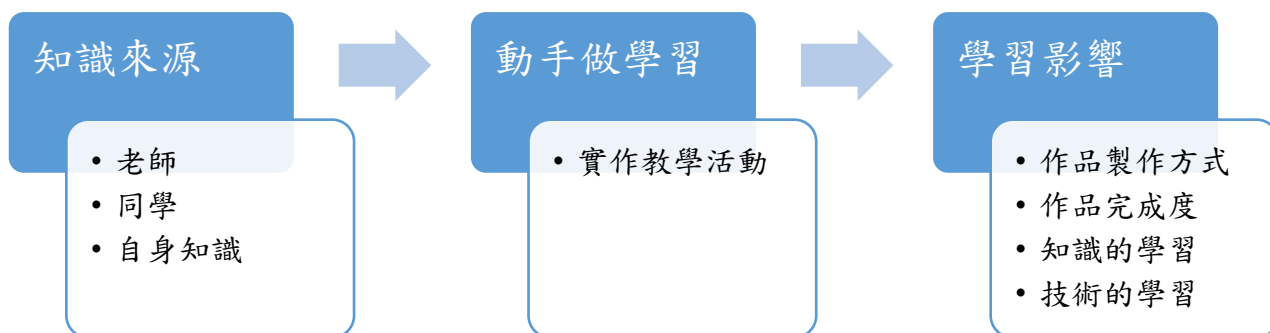 知識來源
• 老師
• 同學
• 自身知識
動手做學習
• 實作教學活動
學習影響
• 作品製作方式
• 作品完成度
• 知識的學習
• 技術的學習